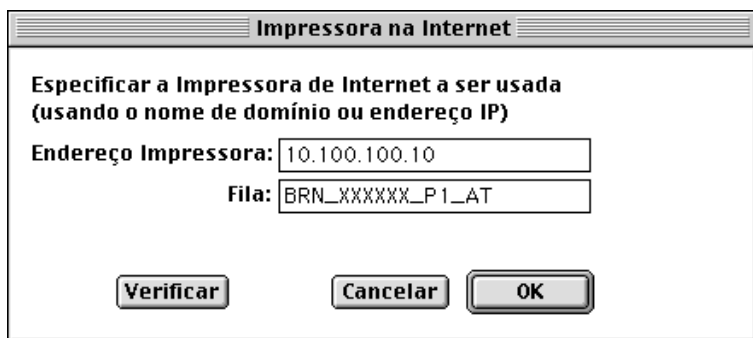 Impressora na Internet
Especificar a Impressora de Internet a ser usada
(usando o nome de domínio ou endereço IP)
Endereço Impressora: 10.100.100.10
Fila: BRN_XXXXXX_P1_AT
Verificar Cancelar OK